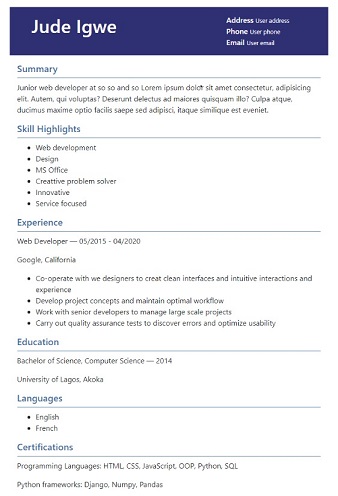 Jude Igwe
Address User address
Phone User phone
Email User email
Summary
Junior web developer at so so and so Lorem ipsum dolor sit amet consectetur, adipisicing
elit. Autem, qui voluptas? Deserunt delectus ad maiores quisquam illo? Culpa atque,
ducimus maxime optio facilis saepe sed adipisci, itaque similique est eveniet.
Skill Highlights
Web development
Design
MS Office
Creattive problem solver
Innovative
Service focused
Experience
Web Developer — 05/2015 - 04/2020
Google, California
Co-operate with we designers to creat clean interfaces and intuitive interactions and
experience
Develop project concepts and maintain optimal workflow
Work with senior developers to manage large scale projects
Carry out quality assurance tests to discover errors and optimize usability
Education
Bachelor of Science, Computer Science — 2014
University of Lagos, Akoka
Languages
English
French
Certifications
Programming Languages: HTML, CSS, JavaScript, OOP, Python, SQL
Python frameworks: Django, Numpy, Pandas